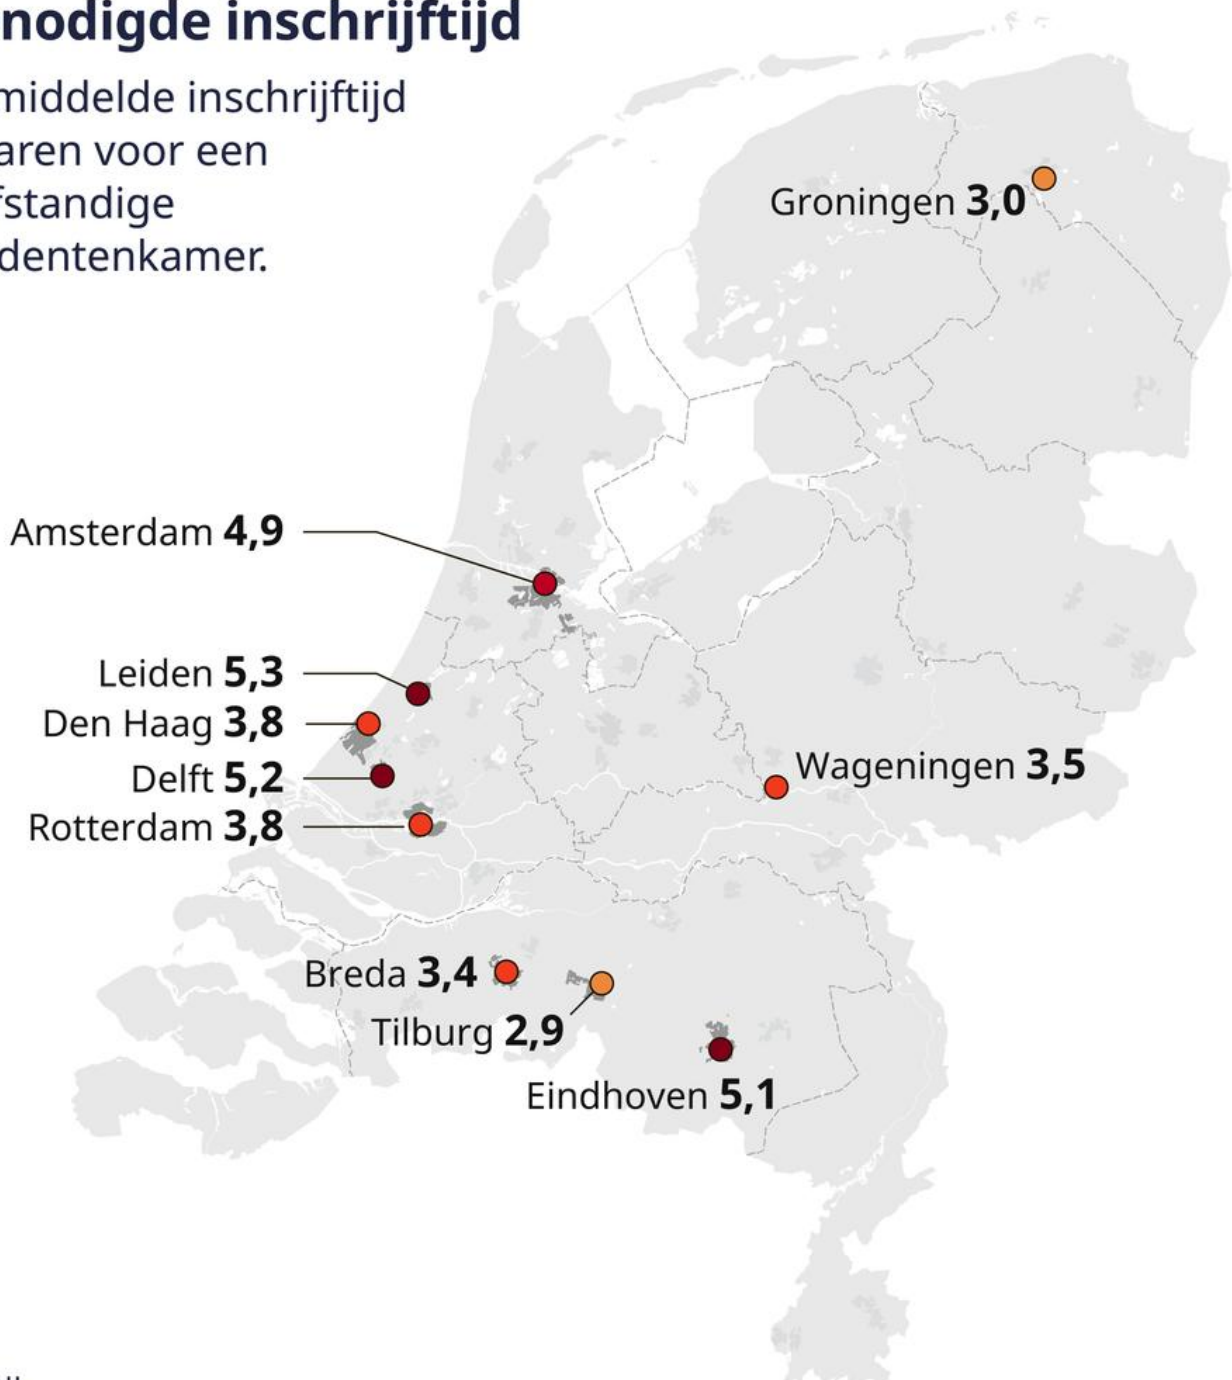 nodigde inschrijftijd
middelde inschrijftijd
aren voor een
fstandige
dentenkamer.
Groningen 3,0
Amsterdam 4,9
Leiden 5,3
Den Haag 3,8
Delft 5,2
Rotterdam 3,8
Wageningen 3,5
Breda 3,4
Tilburg 2,9
Eindhoven 5,1